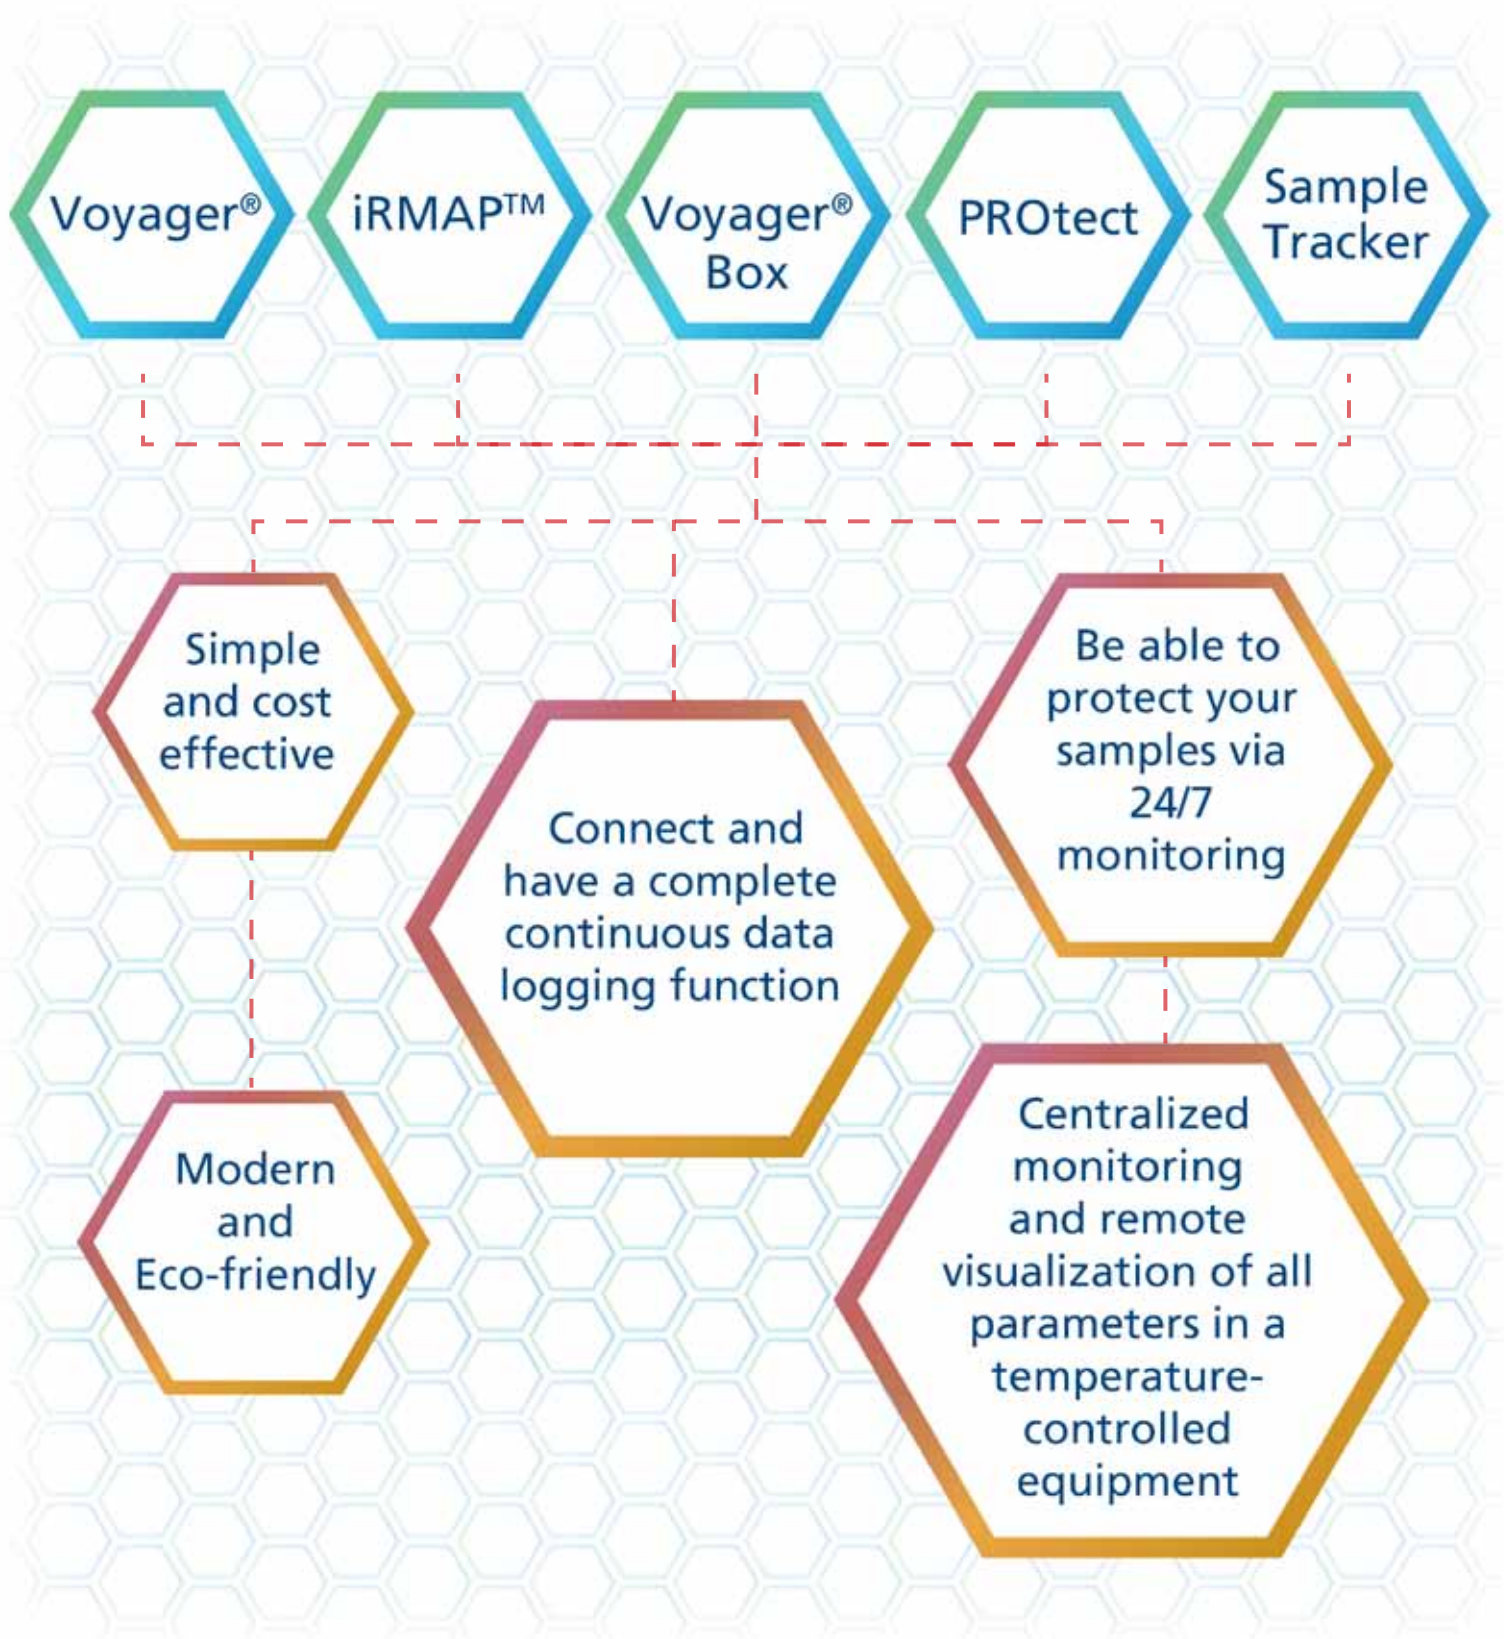 Voyager®
iRMAP™
Voyager®
Box
PROtect
Sample
Tracker
Simple
and cost
effective
Connect and
have a complete
continuous data
logging function
Be able to
protect your
samples via
24/7
monitoring
Modern
and
Eco-friendly
Centralized
monitoring
and remote
visualization of all
parameters in a
temperature-
controlled
equipment